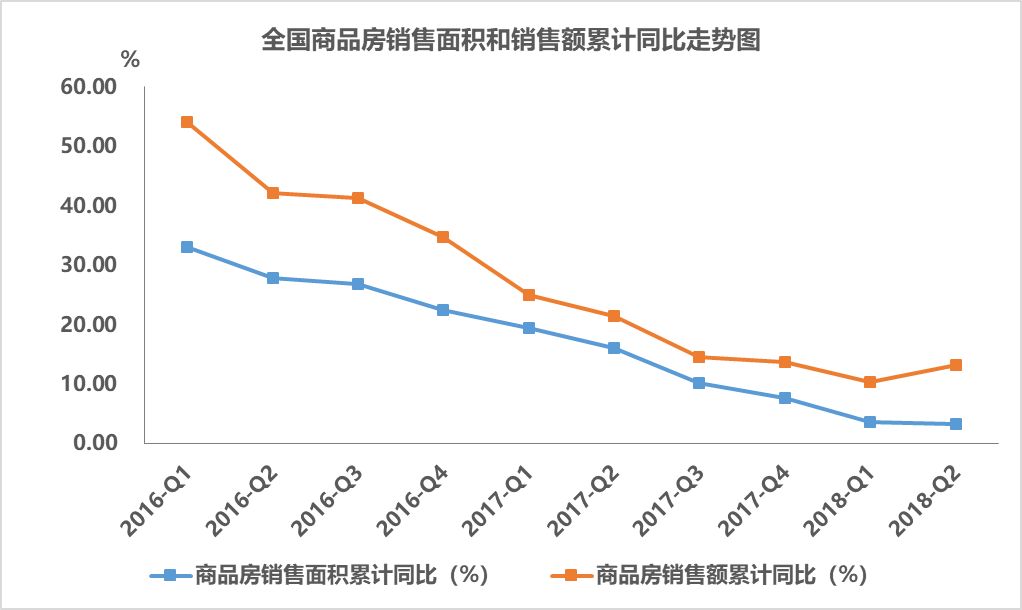 全国商品房销售面积和销售额累计同比走势图
%
60.00
50.00
40.00
30.00
20.00
10.00
0.00
2016-Q1
2016-Q2
2016-Q3
2016-Q4
2017-Q1
2017-Q2
2017-Q3
2017-Q4
2018-Q1
2018-Q2
商品房销售面积累计同比（%）
商品房销售额累计同比（%）